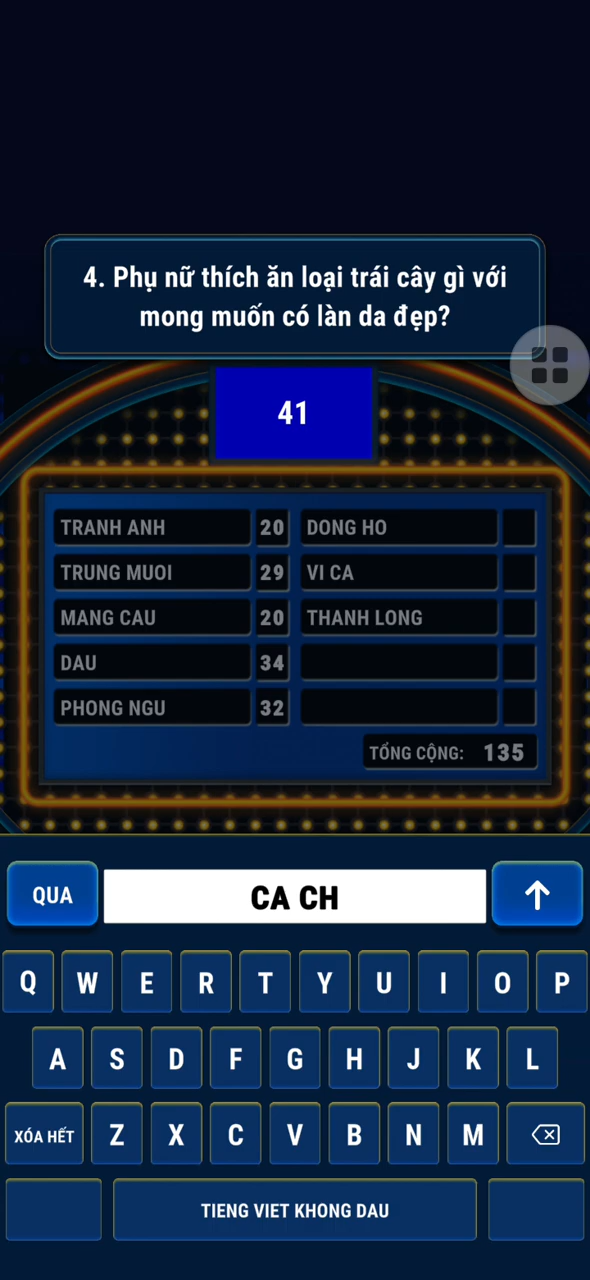 4. Phụ nữ thích ăn loại trái cây gì với
mong muốn có làn da đẹp?
41
TRANH ANH 20 DONG HO
TRUNG MUOI 29 VI CA
MANG CAU 20 THANH LONG
DAU 34
PHONG NGU 32
TỔNG CỘNG: 135
QUA CA CH
Q W E R T Y U I O P
A S D F G H J K L
XÓA HẾT Z X C V B N M
TIENG VIET KHONG DAU